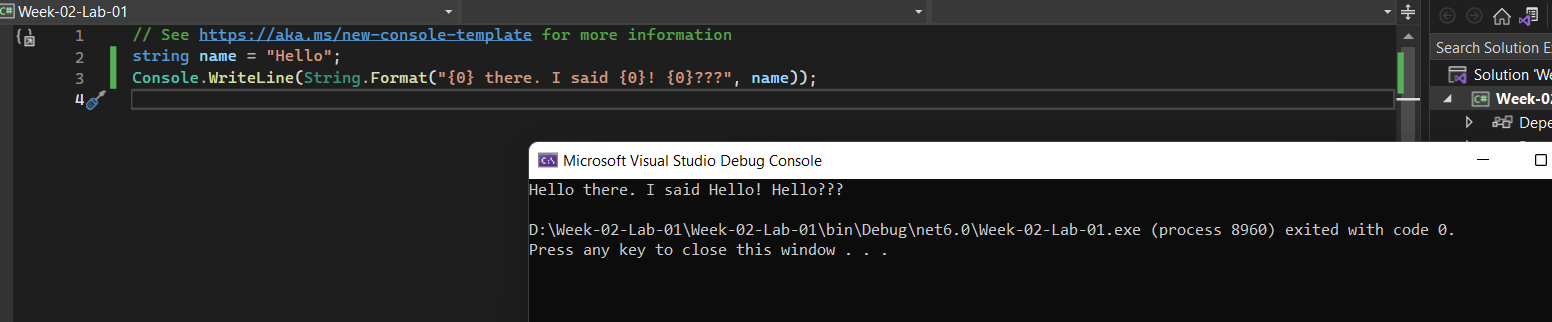 C# Week-02-Lab-01
1 // See https://aka.ms/new-console-template for more information
2 string name = "Hello";
3 Console.WriteLine(String.Format("{0} there. I said {0}! {0}???", name));
4
Search Solution E
Solution 'We
C# Week-02
Depe
C:\ Microsoft Visual Studio Debug Console
Hello there. I said Hello! Hello???
D:\Week-02-Lab-01\Week-02-Lab-01\bin\Debug\net6.0\Week-02-Lab-01.exe (process 8960) exited with code 0.
Press any key to close this window . . .